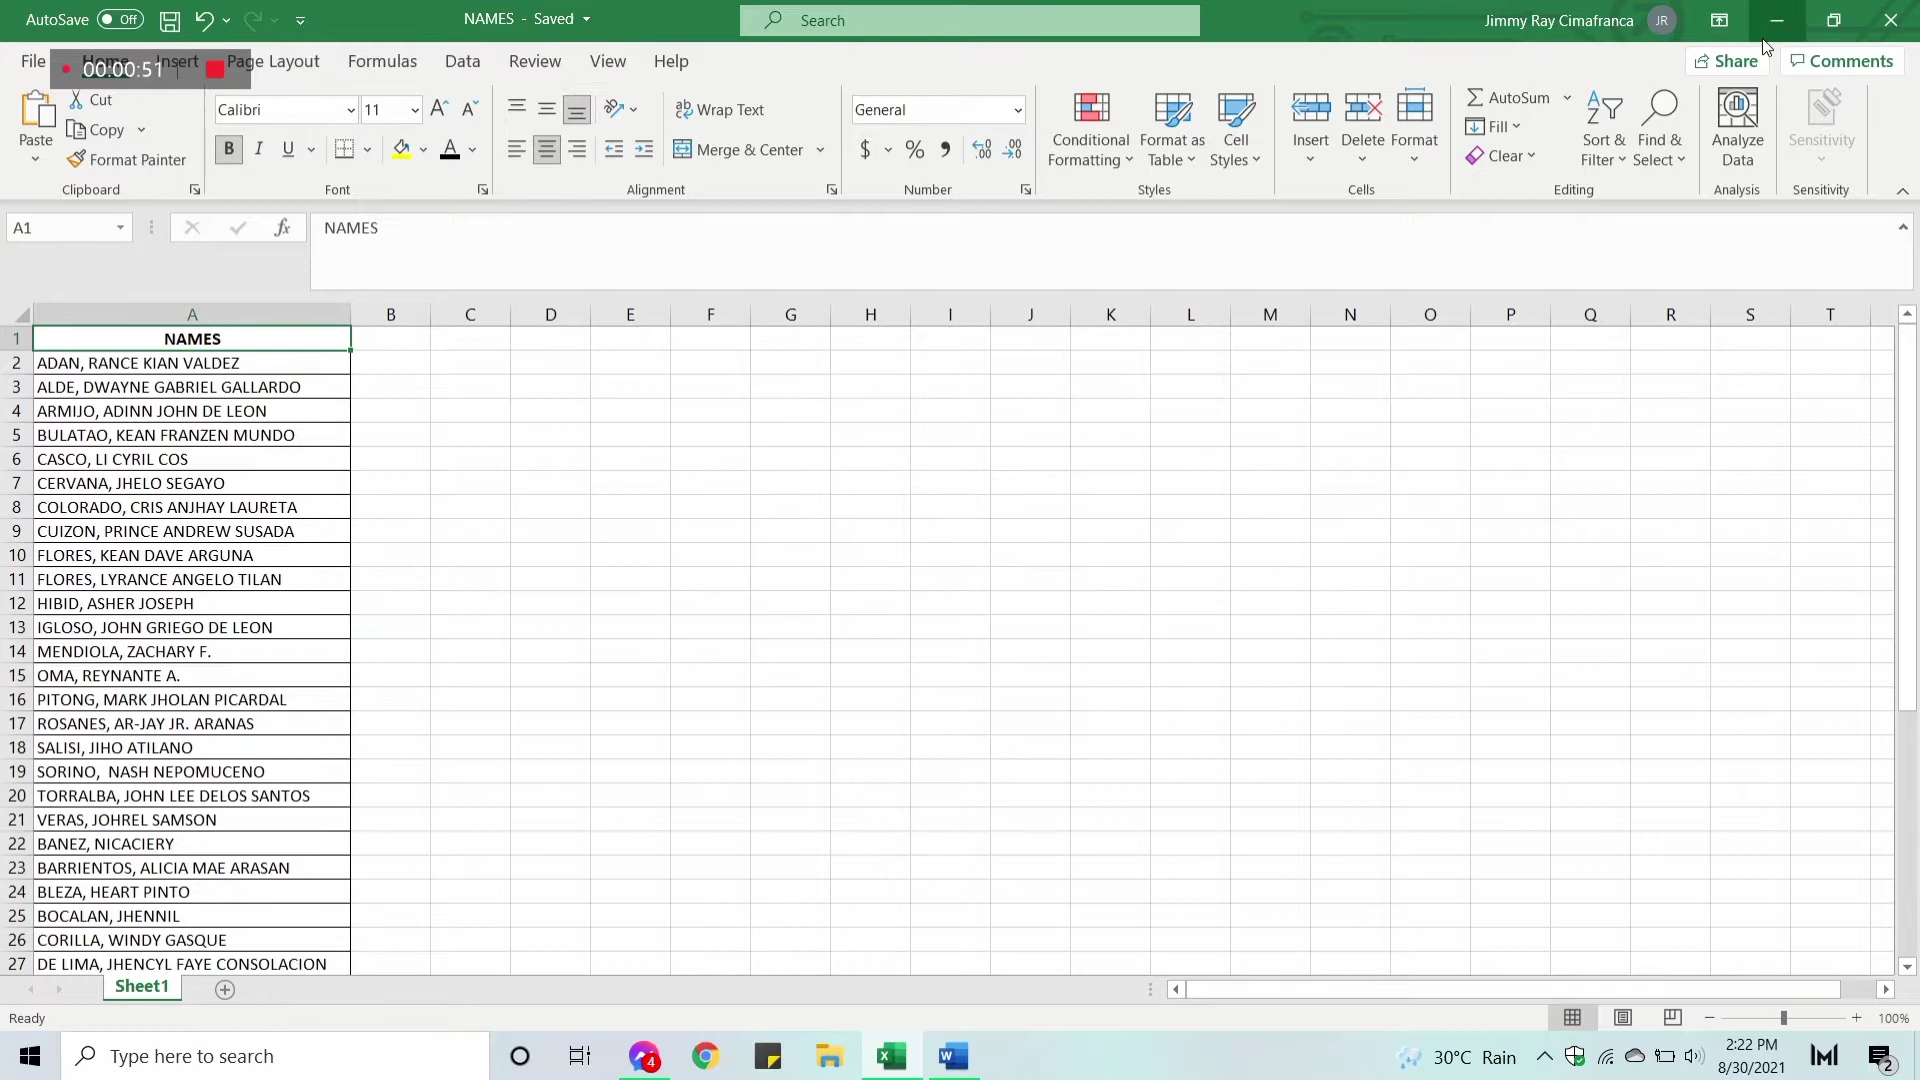 AutoSave Off NAMES - Saved Search Jimmy Ray Cimafranca JR
File Home Insert Page Layout Formulas Data Review View Help Share Comments
00:00:51
Paste Cut Copy Format Painter
Clipboard
Calibri 11 A A
B I U A
Font
Wrap Text
Merge & Center
Alignment
General
$ % 9 .00 .00
Number
Conditional Formatting
Format as Table
Cell Styles
Styles
Insert Delete Format
Cells
AutoSum
Fill
Clear
Sort & Filter
Find & Select
Editing
Analyze Data
Analysis
Sensitivity
Sensitivity
A1 fx NAMES
A B C D E F G H I J K L M N O P Q R S T
1 NAMES
2 ADAN, RANCE KIAN VALDEZ
3 ALDE, DWAYNE GABRIEL GALLARDO
4 ARMIJO, ADINN JOHN DE LEON
5 BULATAO, KEAN FRANZEN MUNDO
6 CASCO, LI CYRIL COS
7 CERVANA, JHELO SEGAYO
8 COLORADO, CRIS ANJHAY LAURETA
9 CUIZON, PRINCE ANDREW SUSADA
10 FLORES, KEAN DAVE ARGUNA
11 FLORES, LYRANCE ANGELO TILAN
12 HIBID, ASHER JOSEPH
13 IGLOSO, JOHN GRIEGO DE LEON
14 MENDIOLA, ZACHARY F.
15 OMA, REYNANTE A.
16 PITONG, MARK JHOLAN PICARDAL
17 ROSANES, AR-JAY JR. ARANAS
18 SALISI, JIHO ATILANO
19 SORINO,  NASH NEPOMUCENO
20 TORRALBA, JOHN LEE DELOS SANTOS
21 VERAS, JOHREL SAMSON
22 BANEZ, NICACIERY
23 BARRIENTOS, ALICIA MAE ARASAN
24 BLEZA, HEART PINTO
25 BOCALAN, JHENNIL
26 CORILLA, WINDY GASQUE
27 DE LIMA, JHENCYL FAYE CONSOLACION
Sheet1
Ready 100%
Type here to search 4 30°C Rain 2:22 PM
8/30/2021 2